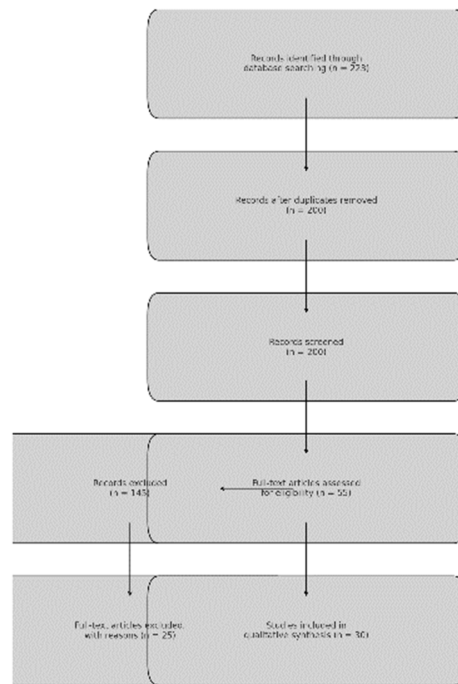 Records identified through
database searching (n = 223)
Records after duplicates removed
(n = 200)
Records screened
(n = 200)
Records excluded
(n = 145)
Full-text articles assessed
for eligibility (n = 55)
Full-text articles excluded,
with reasons (n = 25)
Studies included in
qualitative synthesis (n = 30)